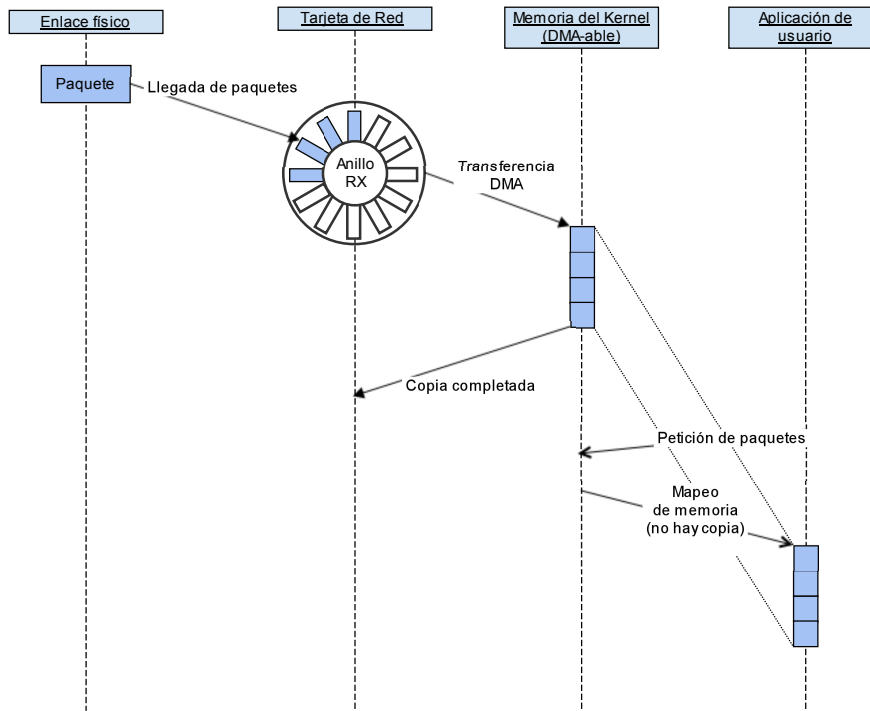 Enlace físico
Tarjeta de Red
Memoria del Kernel
(DMA-able)
Aplicación de
usuario
Paquete
Llegada de paquetes
Anillo
RX
Transferencia
DMA
Copia completada
Petición de paquetes
Mapeo
de memoria
(no hay copia)